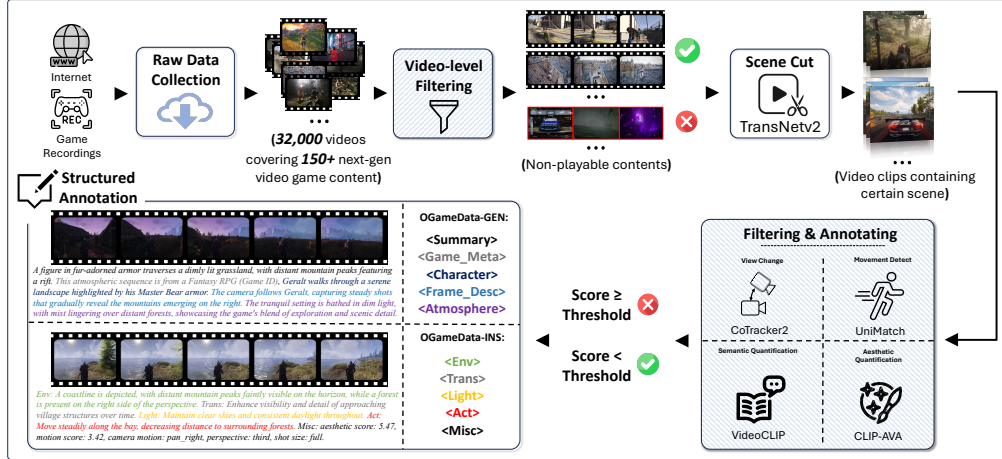 WWW
Internet
REC
Game
Recordings
Raw Data
Collection
...
(32,000 videos
covering 150+ next-gen
video game content)
Video-level
Filtering
...
(Non-playable contents)
Scene Cut
TransNetv2
...
(Video clips containing
certain scene)
Structured
Annotation
A figure in fur-adorned armor traverses a dimly lit grassland, with distant mountain peaks featuring
a rift. This atmospheric sequence is from a Fantasy RPG (Game ID), Geralt walks through a serene
landscape highlighted by his Master Bear armor. The camera follows Geralt, capturing steady shots
that gradually reveal the mountains emerging on the right. The tranquil setting is bathed in dim light,
with mist lingering over distant forests, showcasing the game's blend of exploration and scenic detail.
OGameData-GEN:
<Summary>
<Game_Meta>
<Character>
<Frame_Desc>
<Atmosphere>
Env: A coastline is depicted, with distant mountain peaks faintly visible on the horizon, while a forest
is present on the right side of the perspective. Trans: Enhance visibility and detail of approaching
village structures over time. Light: Maintain clear skies and consistent daylight throughout. Act:
Move steadily along the bay, decreasing distance to surrounding forests. Misc: aesthetic score: 5.47,
motion score: 3.42, camera motion: pan_right, perspective: third, shot size: full.
OGameData-INS:
<Env>
<Trans>
<Light>
<Act>
<Misc>
Score ≥
Threshold
Score <
Threshold
Filtering & Annotating
View Change
CoTracker2
Movement Detect
UniMatch
Semantic Quantification
VideoCLIP
Aesthetic
Quantification
CLIP-AVA